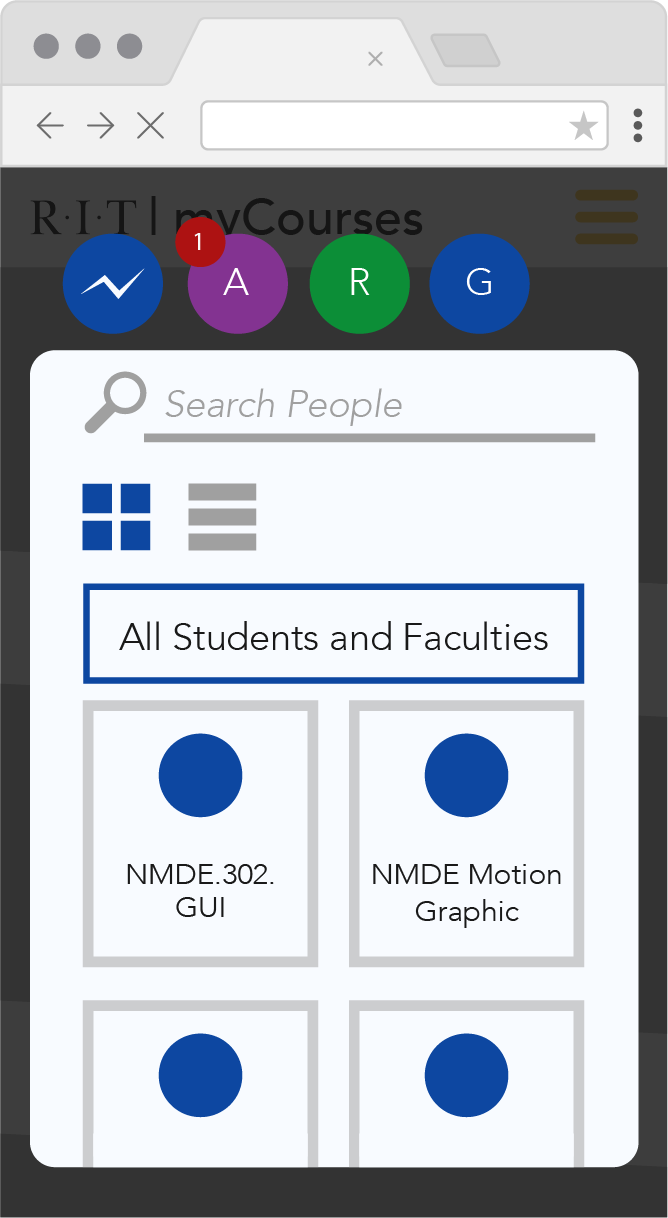 R·I·T | myCourses
1
A R G
Search People
All Students and Faculties
NMDE.302.
GUI
NMDE Motion
Graphic